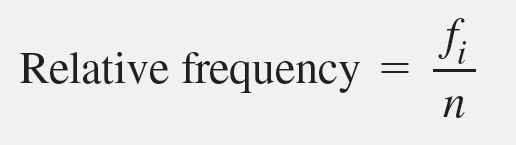 Relative frequency = fᵢ/n